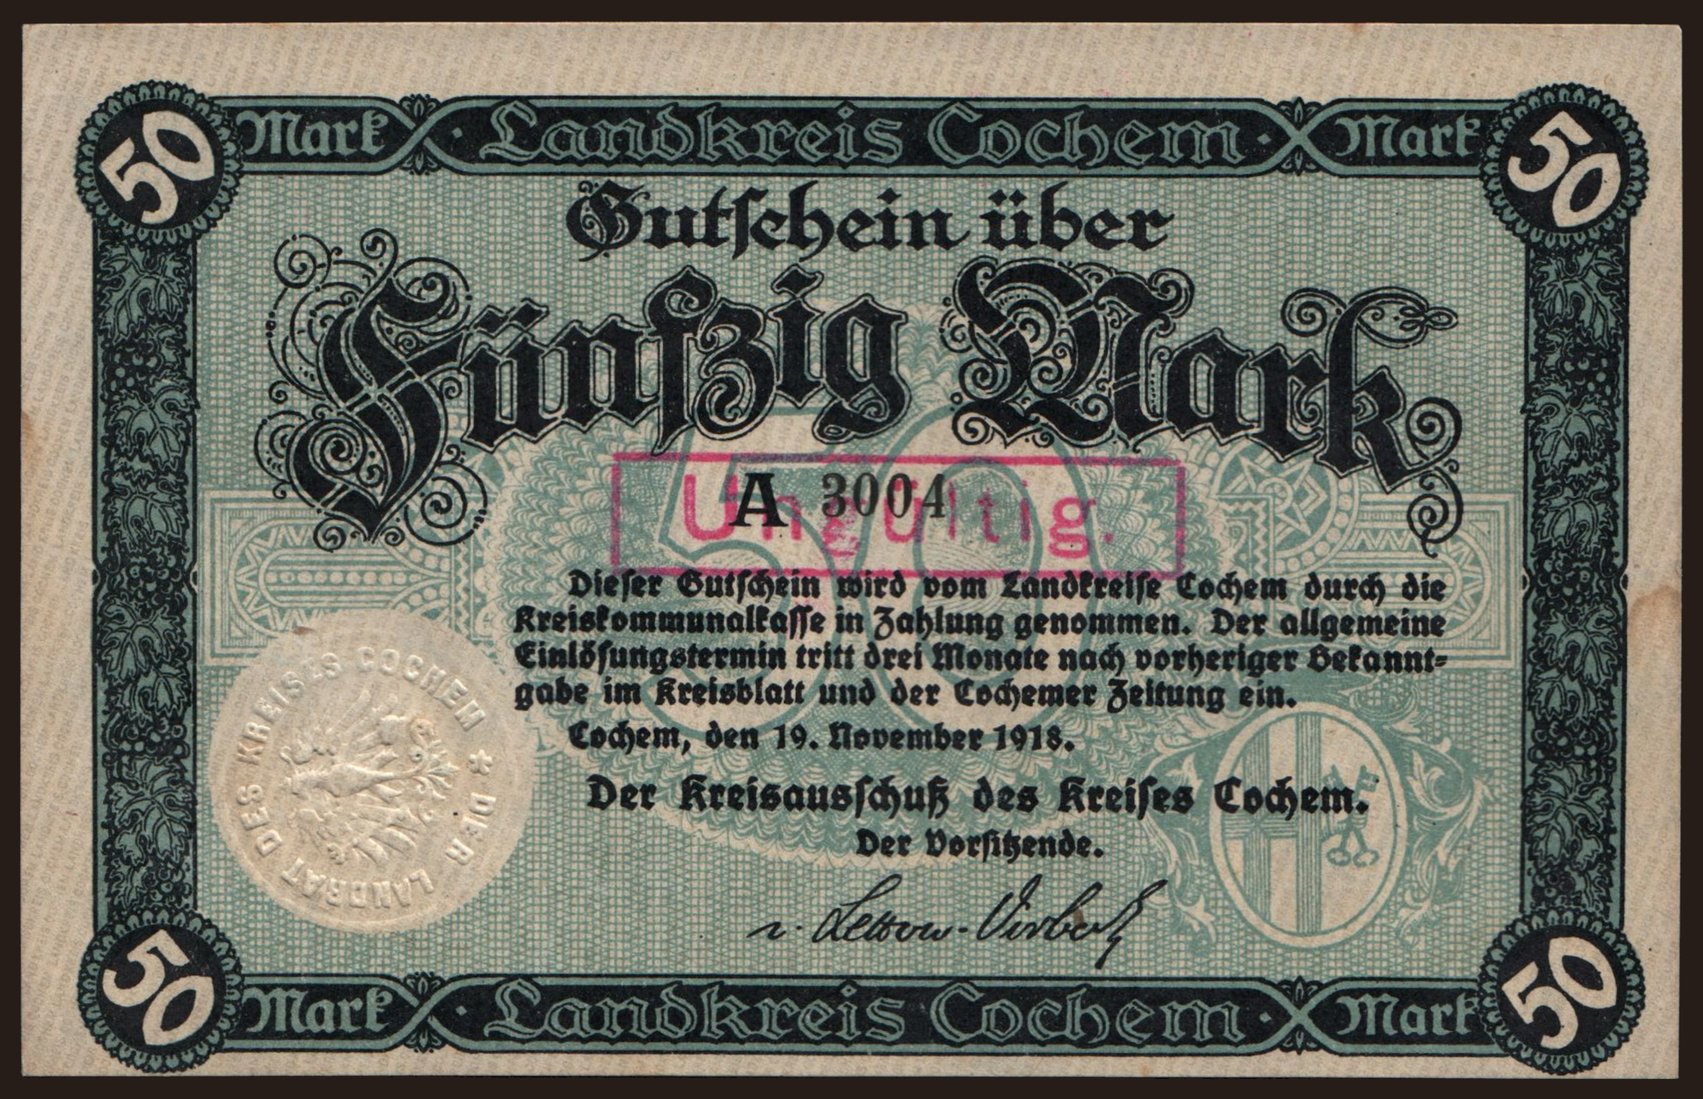 50 Mark · Landkreis Cochem · Mark 50
Gutschein über
Fünfzig Mark
A 3004
Ungültig.
50
Dieser Gutschein wird vom Landkreise Cochem durch die
Kreiskommunalkasse in Zahlung genommen. Der allgemeine
Einlösungstermin tritt drei Monate nach vorheriger Bekannt=
gabe im Kreisblatt und der Cochemer Zeitung ein.
Cochem, den 19. November 1918.
Der Kreisausschuß des Kreises Cochem.
Der Vorsitzende.
v. Lettow-Vorbeck
DER LANDRAT DES KREISES COCHEM *
50 Mark · Landkreis Cochem · Mark 50